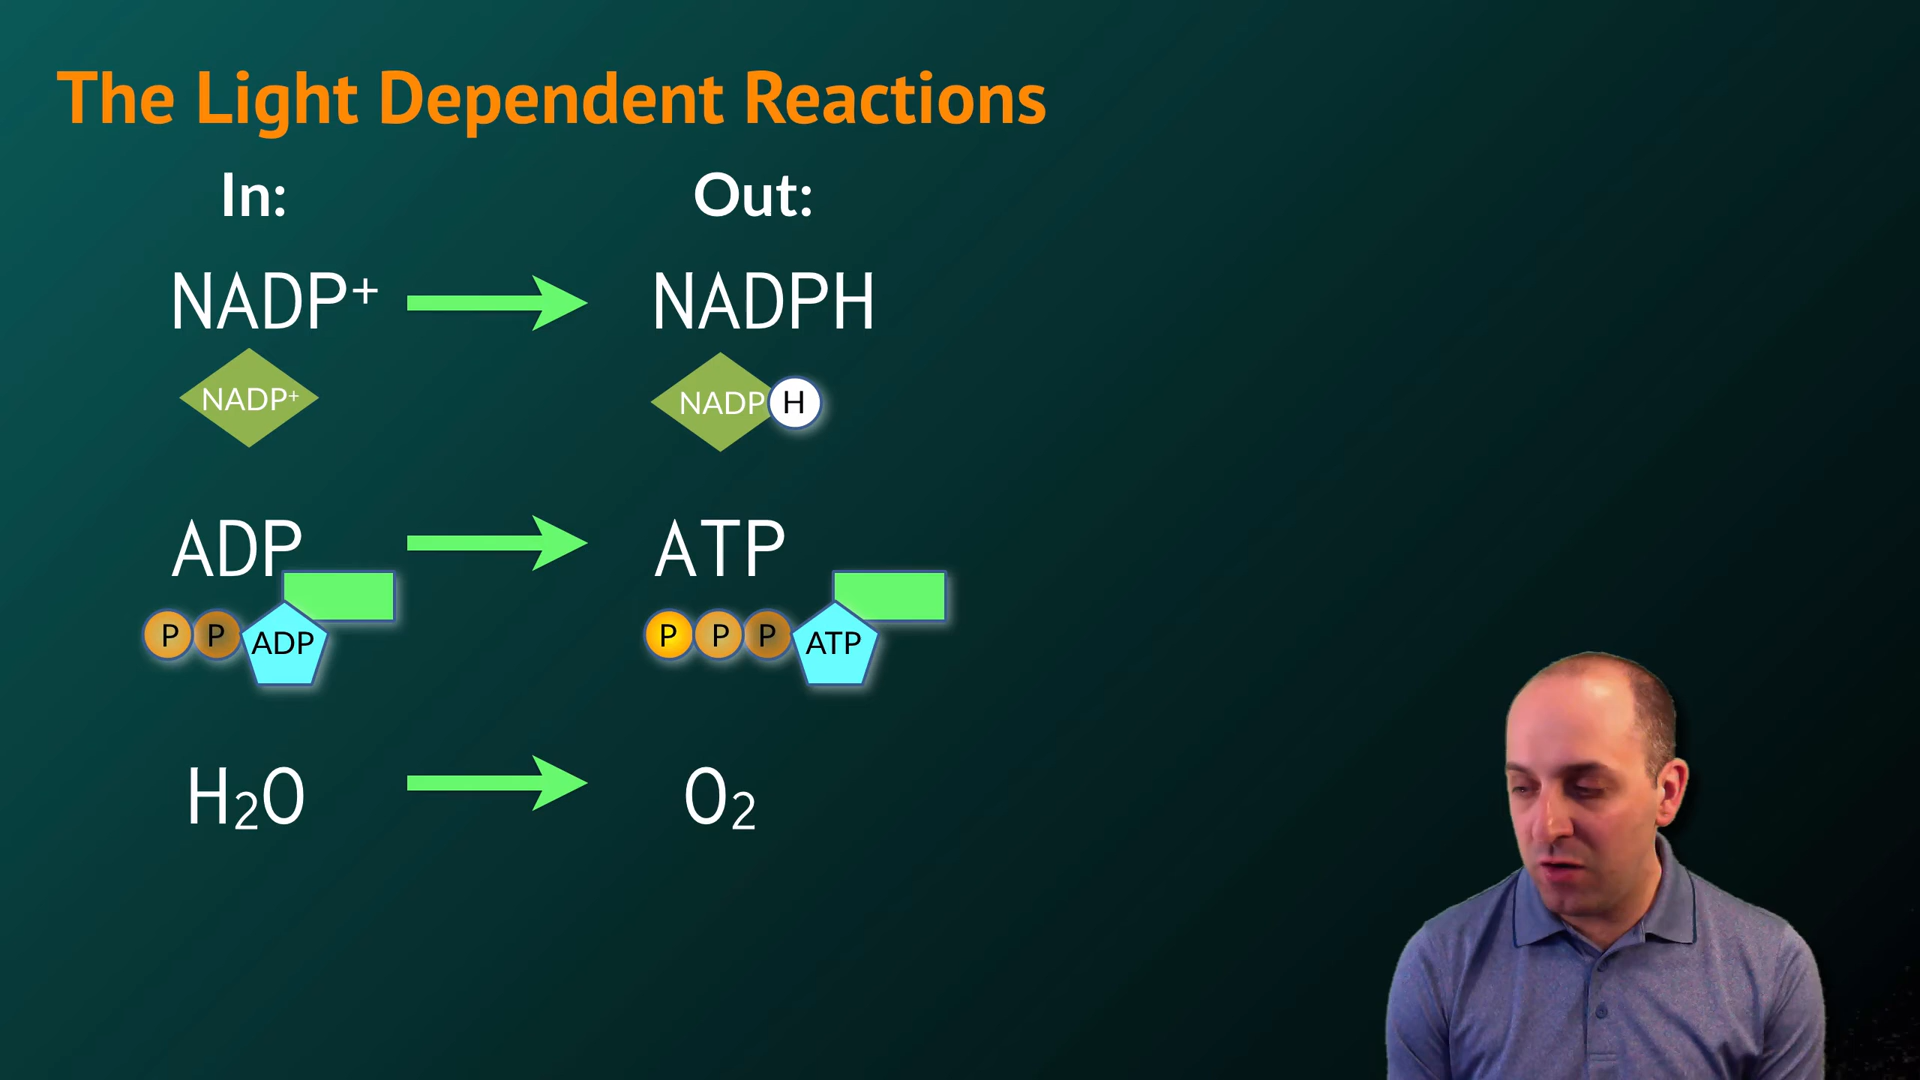 The Light Dependent Reactions
In: Out:
NADP⁺ NADPH
NADP⁺ NADP H
ADP ATP
P P ADP P P P ATP
H₂O O₂